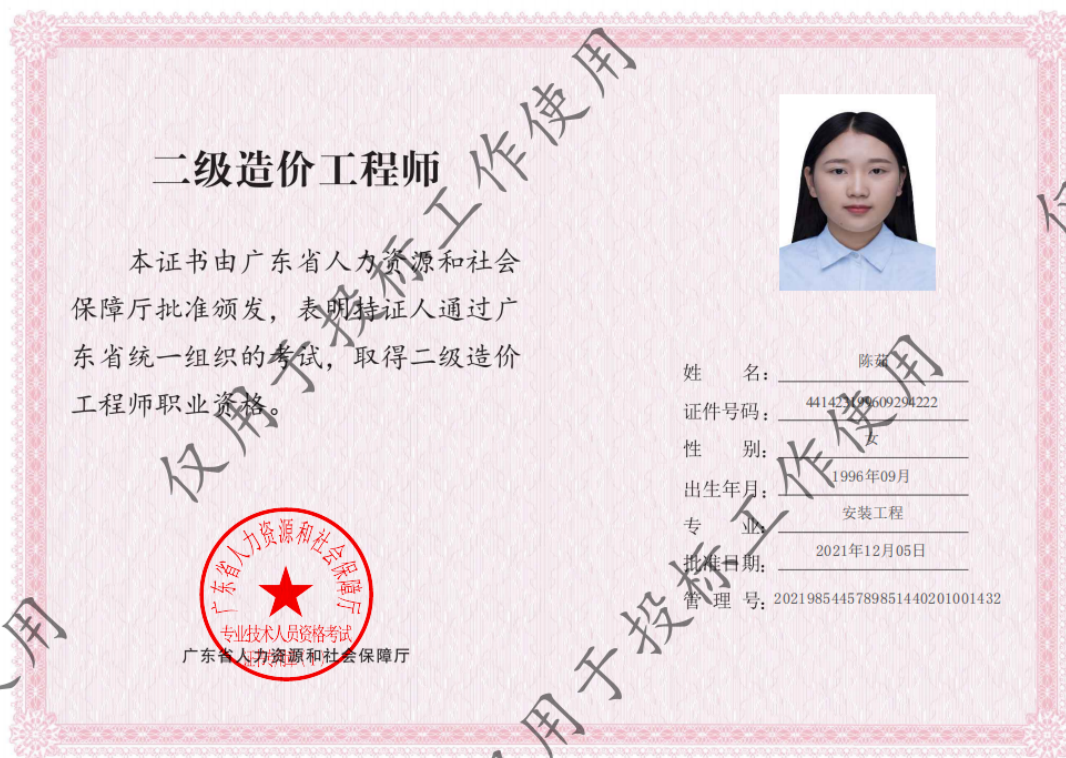 二级造价工程师
本证书由广东省人力资源和社会
保障厅批准颁发，表明持证人通过广
东省统一组织的考试，取得二级造价
工程师职业资格。
广东省人力资源和社会保障厅
专业技术人员资格考试
广东省人力资源和社会保障厅
姓 名：陈茹
证件号码：441423199609294222
性 别：女
出生年月：1996年09月
专 业：安装工程
批准日期：2021年12月05日
管 理 号：2021985445789851440201001432
仅用于投标工作使用
仅用于投标工作使用